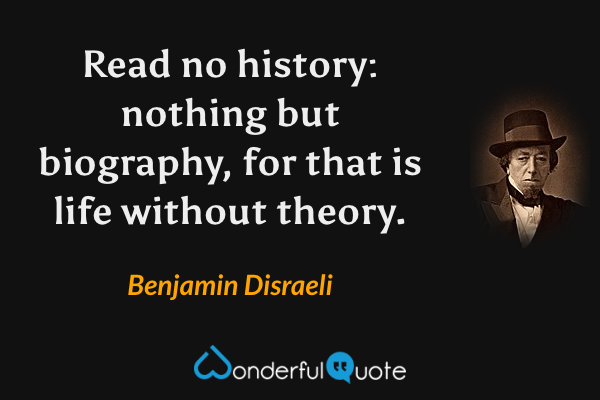 Read no history:
nothing but
biography, for that is
life without theory.
Benjamin Disraeli
WonderfulQuote